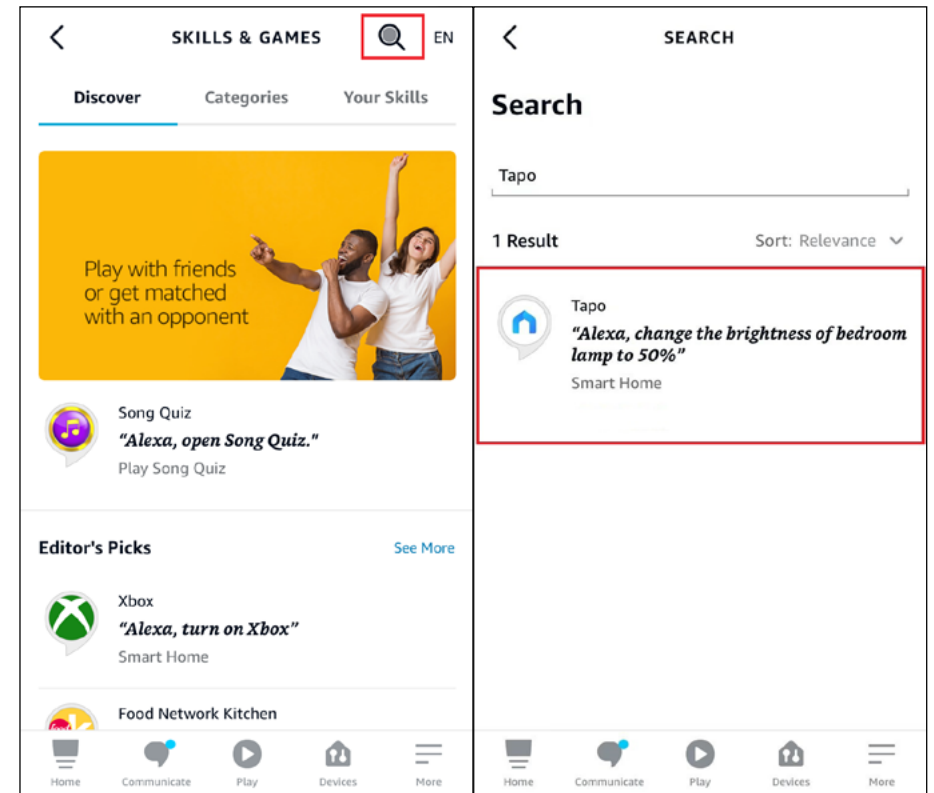 SKILLS & GAMES
EN
Discover
Categories
Your Skills
Play with friends
or get matched
with an opponent
Song Quiz
“Alexa, open Song Quiz."
Play Song Quiz
Editor's Picks
See More
Xbox
“Alexa, turn on Xbox”
Smart Home
food
Food Network Kitchen
Home
Communicate
Play
Devices
More
SEARCH
Search
Tapo
1 Result
Sort: Relevance
Tapo
“Alexa, change the brightness of bedroom
lamp to 50%”
Smart Home
Home
Communicate
Play
Devices
More